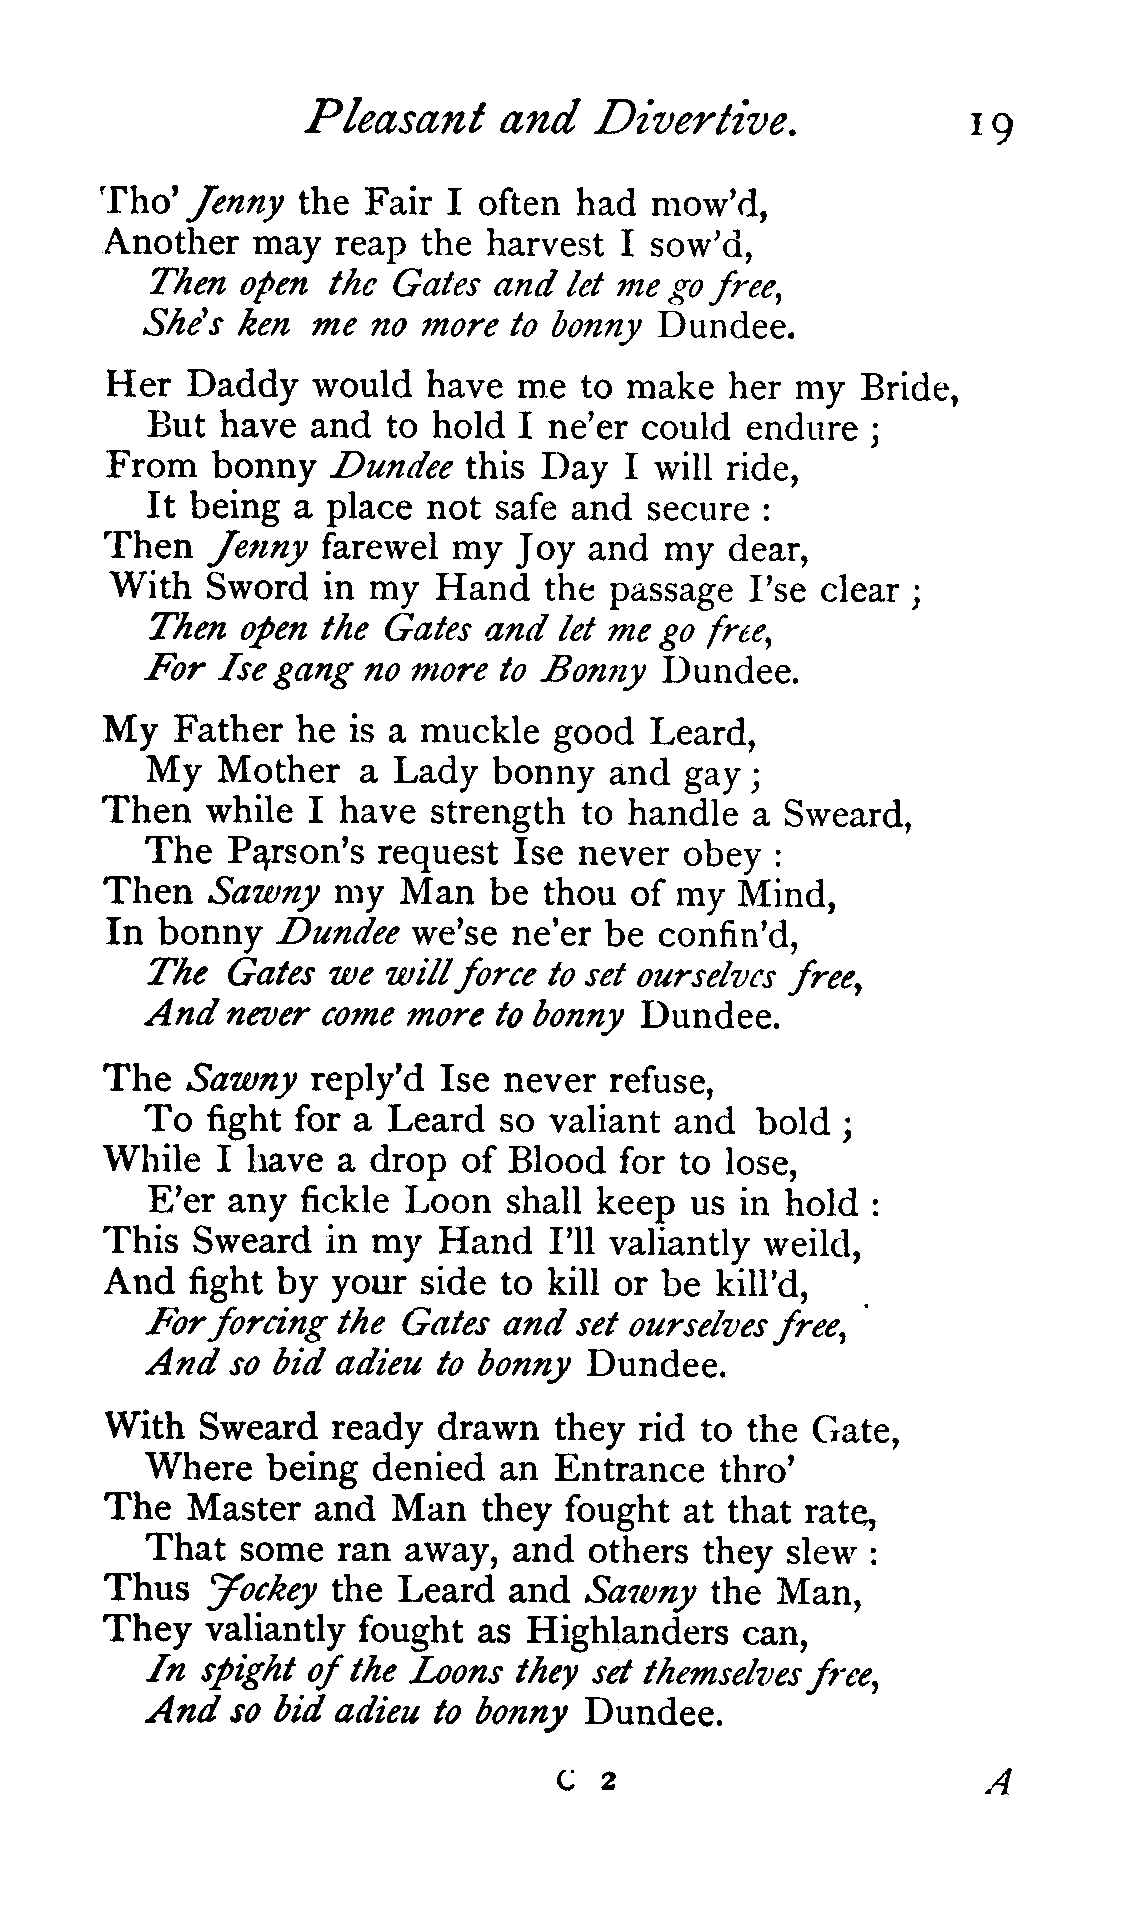 Pleasant and Divertive. 19
Tho' Jenny the Fair I often had mow'd,
Another may reap the harvest I sow'd,
Then open the Gates and let me go free,
She's ken me no more to bonny Dundee.
Her Daddy would have me to make her my Bride,
But have and to hold I ne'er could endure ;
From bonny Dundee this Day I will ride,
It being a place not safe and secure :
Then Jenny farewel my Joy and my dear,
With Sword in my Hand the passage I'se clear ;
Then open the Gates and let me go free,
For Ise gang no more to Bonny Dundee.
My Father he is a muckle good Leard,
My Mother a Lady bonny and gay ;
Then while I have strength to handle a Sweard,
The Parson's request Ise never obey :
Then Sawny my Man be thou of my Mind,
In bonny Dundee we'se ne'er be confin'd,
The Gates we will force to set ourselves free,
And never come more to bonny Dundee.
The Sawny reply'd Ise never refuse,
To fight for a Leard so valiant and bold ;
While I have a drop of Blood for to lose,
E'er any fickle Loon shall keep us in hold :
This Sweard in my Hand I'll valiantly weild,
And fight by your side to kill or be kill'd,
For forcing the Gates and set ourselves free,
And so bid adieu to bonny Dundee.
With Sweard ready drawn they rid to the Gate,
Where being denied an Entrance thro'
The Master and Man they fought at that rate,
That some ran away, and others they slew :
Thus Jockey the Leard and Sawny the Man,
They valiantly fought as Highlanders can,
In spight of the Loons they set themselves free,
And so bid adieu to bonny Dundee.
C 2 A